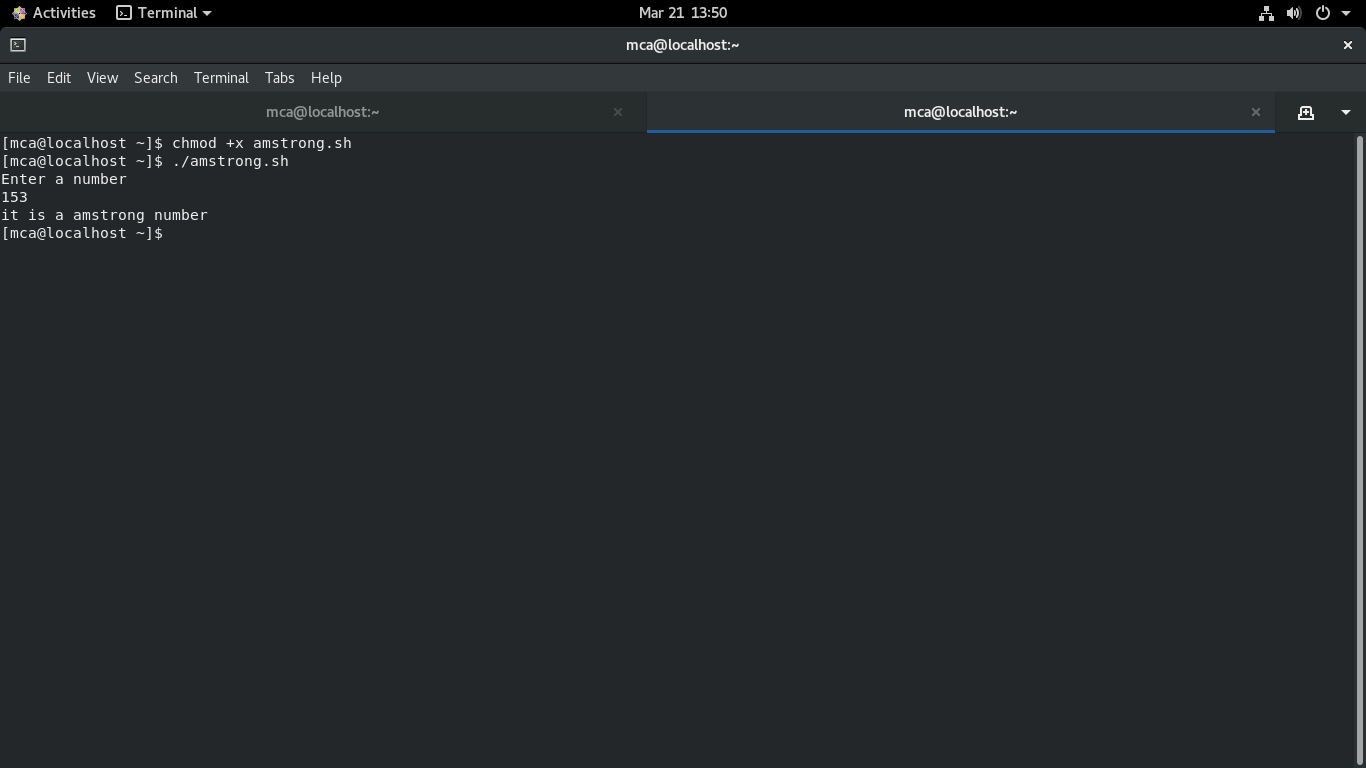 Activities Terminal Mar 21 13:50
mca@localhost:~
File Edit View Search Terminal Tabs Help
mca@localhost:~ mca@localhost:~
[mca@localhost ~]$ chmod +x amstrong.sh
[mca@localhost ~]$ ./amstrong.sh
Enter a number
153
it is a amstrong number
[mca@localhost ~]$